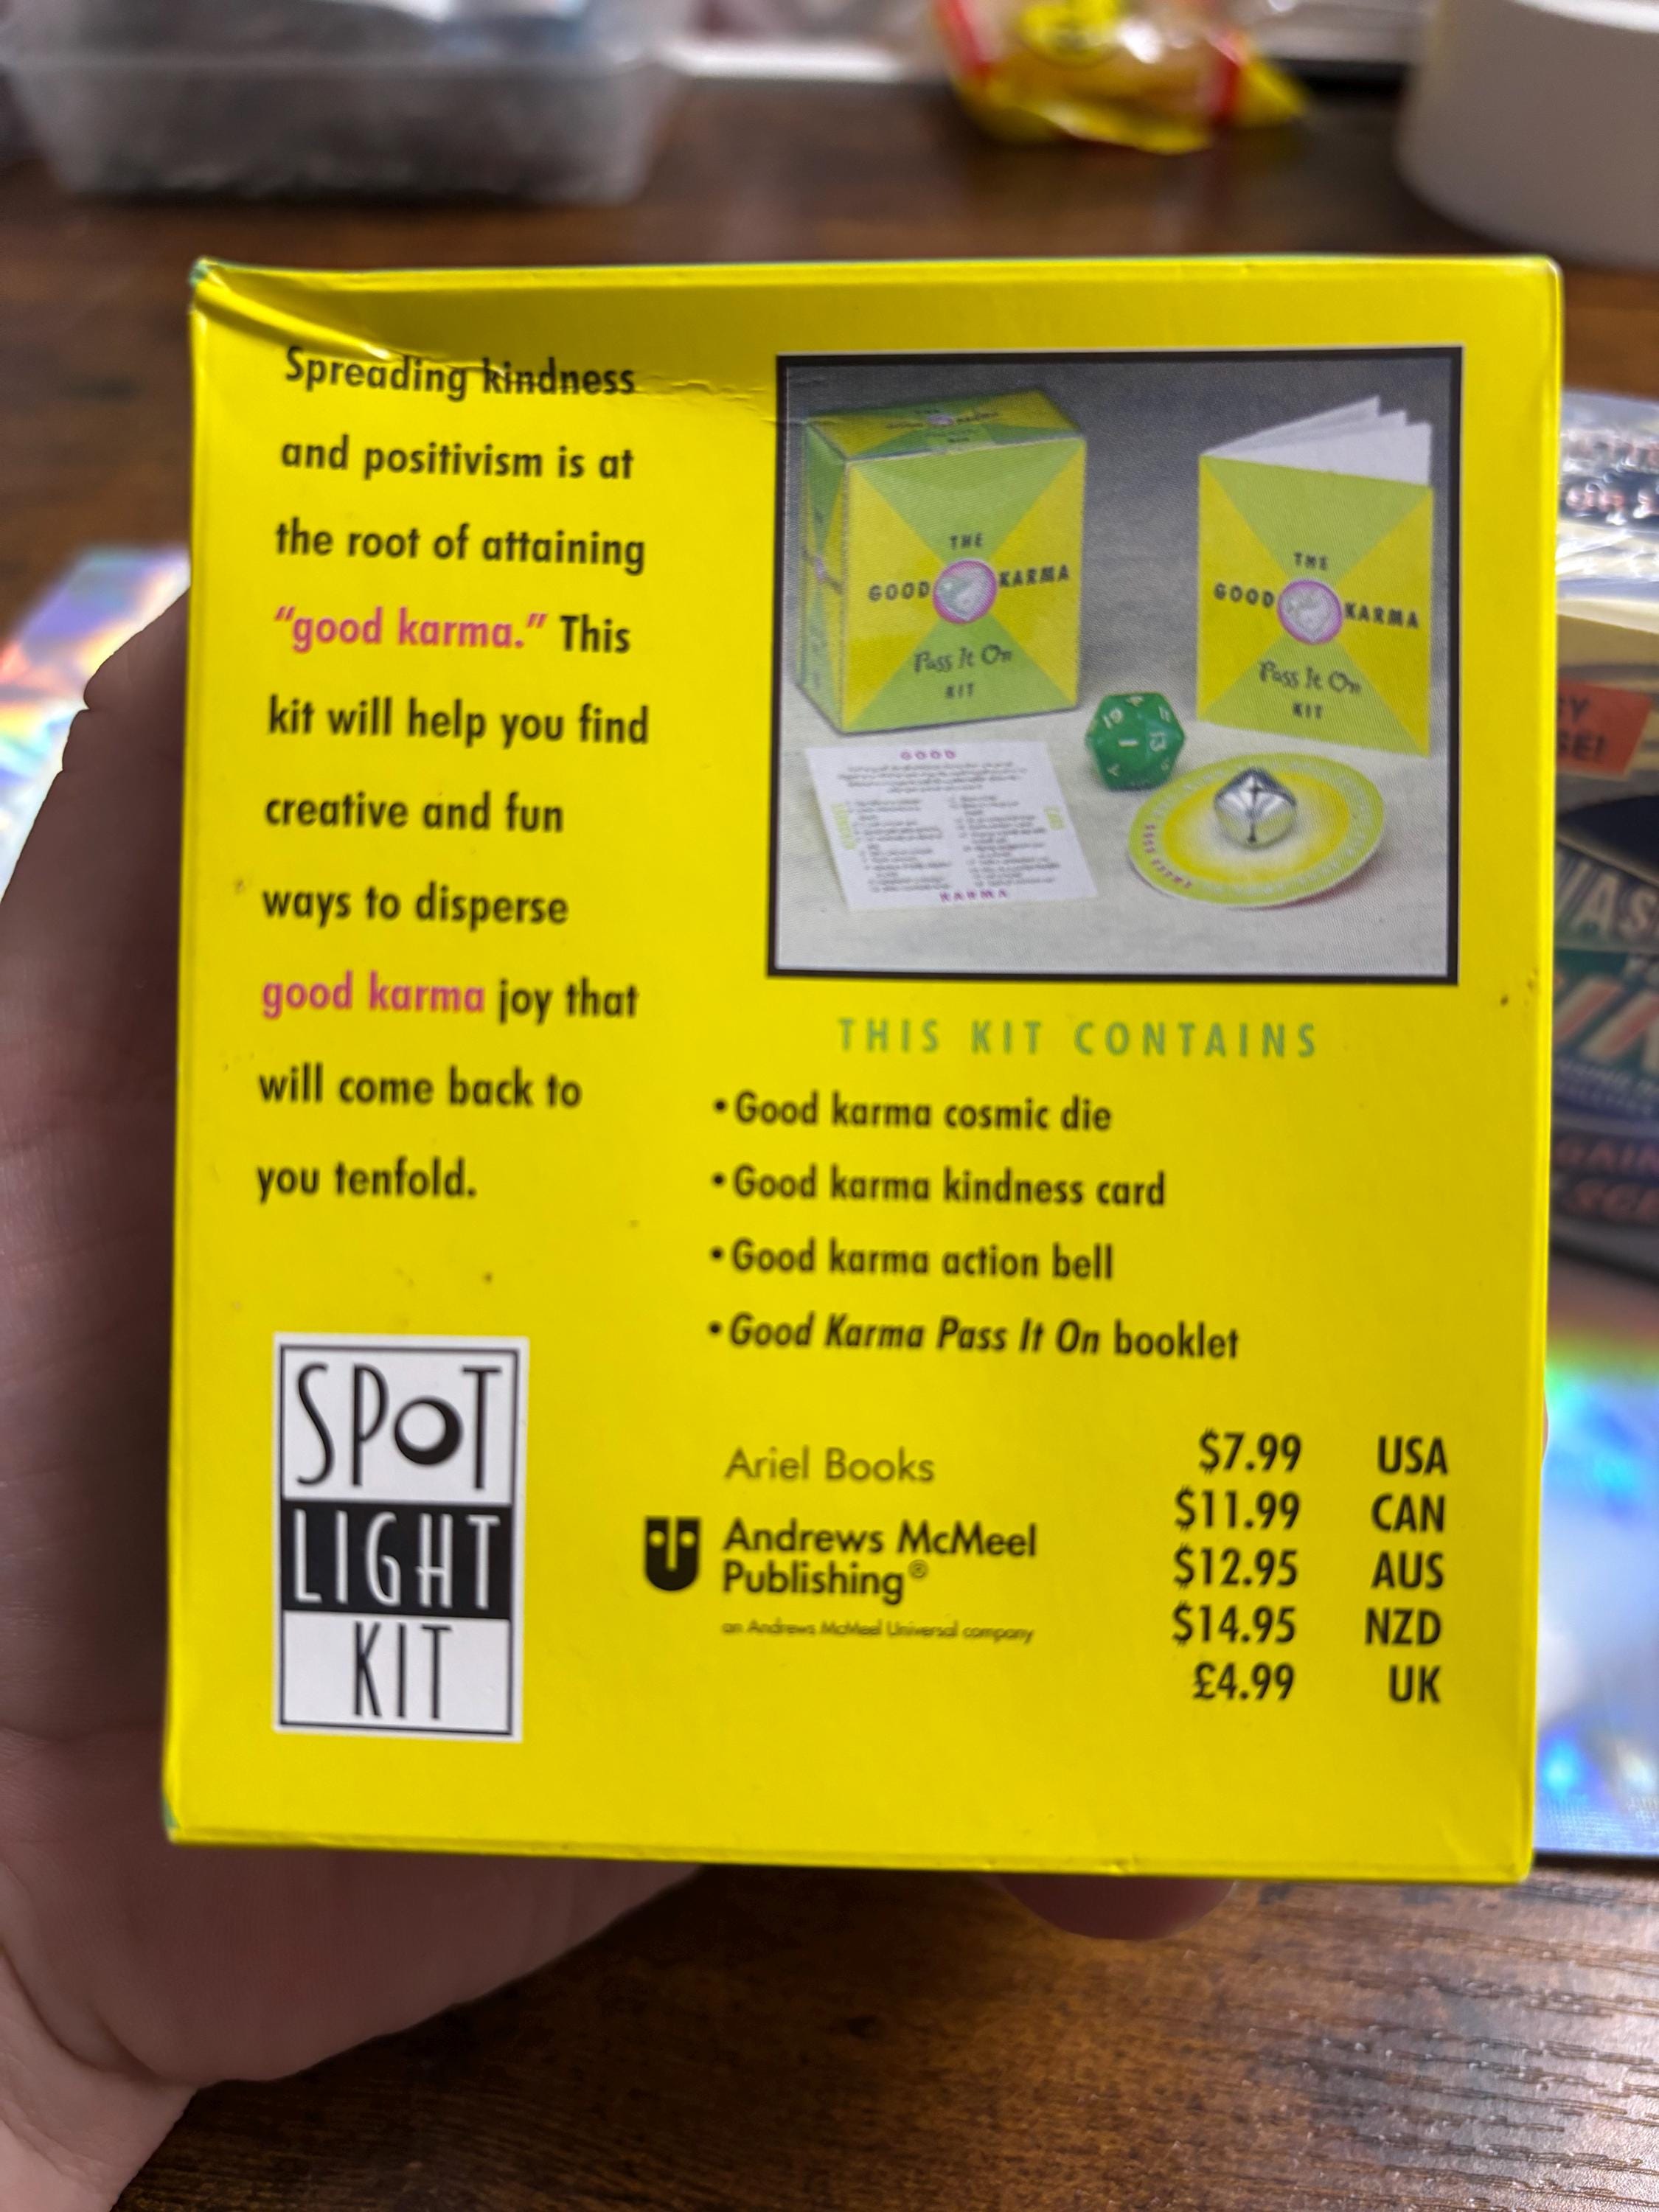 Spreading kindness
and positivism is at
the root of attaining
“good karma.” This
kit will help you find
creative and fun
ways to disperse
good karma joy that
will come back to
you tenfold.
SPOT
LIGHT
KIT
THE
GOOD KARMA
Pass It On
KIT
THE
GOOD KARMA
Pass It On
KIT
19
1
13
GOOD
KARMA
THIS KIT CONTAINS
• Good karma cosmic die
• Good karma kindness card
• Good karma action bell
• Good Karma Pass It On booklet
Ariel Books
Andrews McMeel
Publishing®
an Andrews McMeel Universal company
$7.99 USA
$11.99 CAN
$12.95 AUS
$14.95 NZD
£4.99 UK